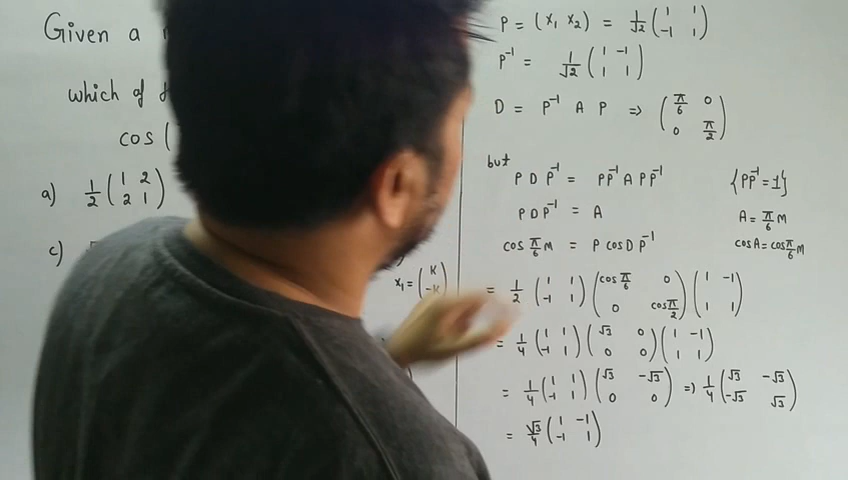 Given a
which of
cos (
a) 1/2 ( 1 2 ; 2 1 )
c)
x₁ = ( K ; -K )
P = (x₁ x₂) = 1/√2 ( 1 1 ; -1 1 )
P⁻¹ = 1/√2 ( 1 -1 ; 1 1 )
D = P⁻¹ A P => ( π/6 0 ; 0 π/2 )
but
P D P⁻¹ = PP⁻¹ A P P⁻¹ {PP⁻¹ = 1}
P D P⁻¹ = A A = π/6 M
cos π/6 M = P cos D P⁻¹ cos A = cos π/6 M
= 1/2 ( 1 1 ; -1 1 ) ( cos π/6 0 ; 0 cos π/2 ) ( 1 -1 ; 1 1 )
= 1/4 ( 1 1 ; -1 1 ) ( √3 0 ; 0 0 ) ( 1 -1 ; 1 1 )
= 1/4 ( 1 1 ; -1 1 ) ( √3 -√3 ; 0 0 ) => 1/4 ( √3 -√3 ; -√3 √3 )
= √3/4 ( 1 -1 ; -1 1 )